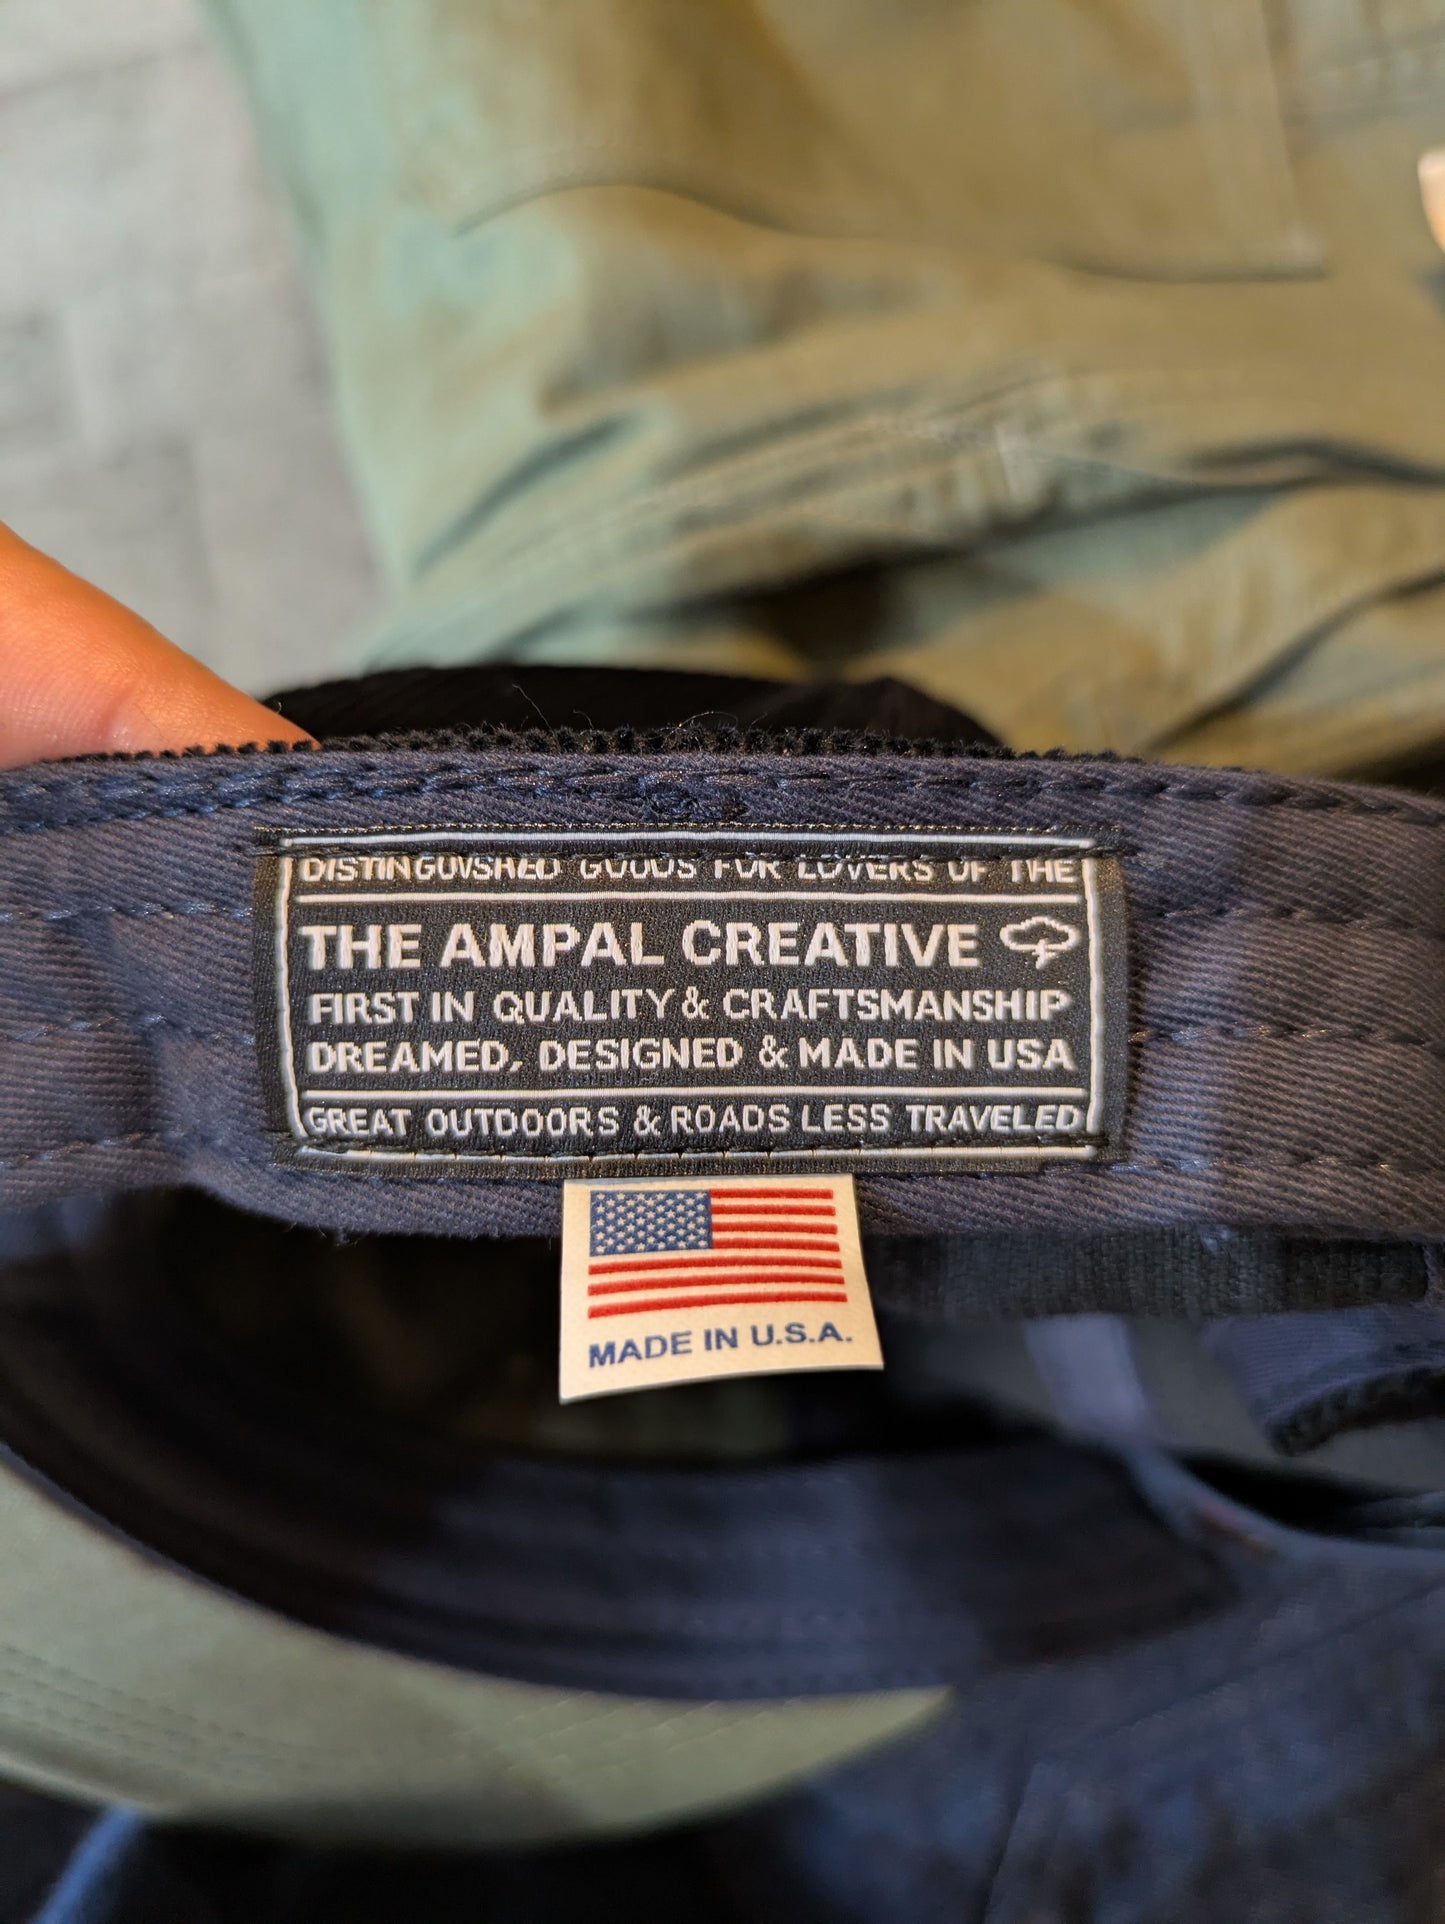 DISTINGUISHED GOODS FOR LOVERS OF THE
THE AMPAL CREATIVE
FIRST IN QUALITY & CRAFTSMANSHIP
DREAMED, DESIGNED & MADE IN USA
GREAT OUTDOORS & ROADS LESS TRAVELED
MADE IN U.S.A.